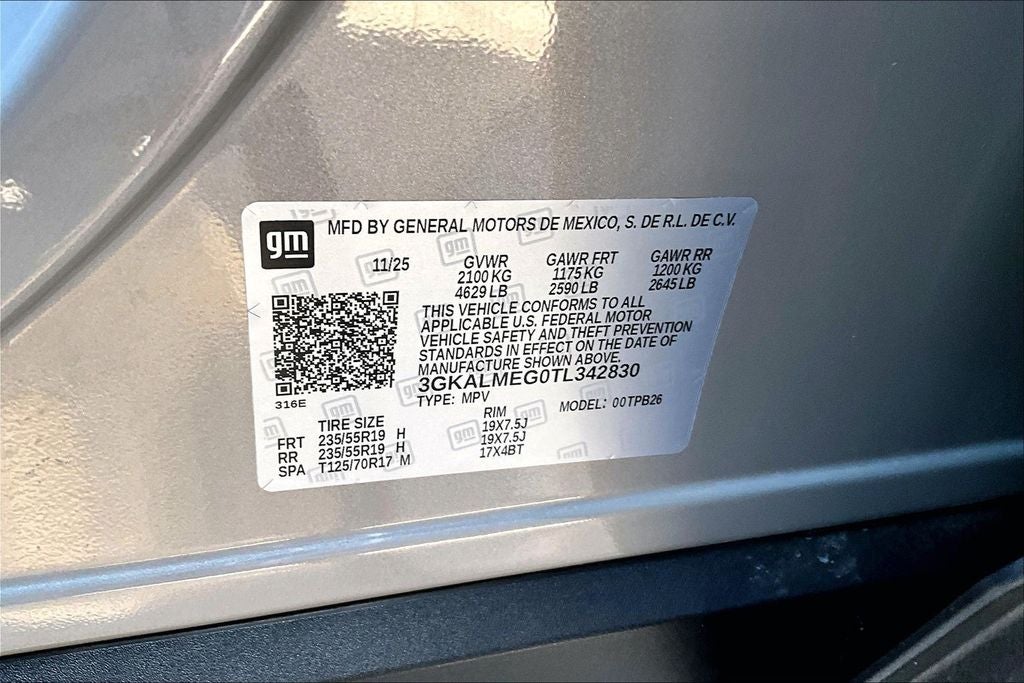 gm
MFD BY GENERAL MOTORS DE MEXICO, S. DE R.L. DE C.V.
11/25 GVWR GAWR FRT GAWR RR
2100 KG 1175 KG 1200 KG
4629 LB 2590 LB 2645 LB
THIS VEHICLE CONFORMS TO ALL
APPLICABLE U.S. FEDERAL MOTOR
VEHICLE SAFETY AND THEFT PREVENTION
STANDARDS IN EFFECT ON THE DATE OF
MANUFACTURE SHOWN ABOVE.
3GKALMEG0TL342830
316E
TYPE: MPV MODEL: 00TPB26
TIRE SIZE RIM
FRT 235/55R19 H 19X7.5J
RR 235/55R19 H 19X7.5J
SPA T125/70R17 M 17X4BT